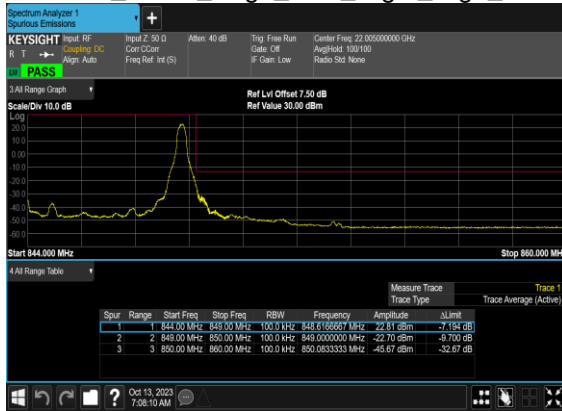 Spectrum Analyzer 1
Spurious Emissions
KEYSIGHT Input: RF
R T Coupling: DC
Align: Auto
Input Z: 50 Ω
Corr CCorr
Freq Ref: Int (S)
Atten: 40 dB
Trig: Free Run
Gate: Off
IF Gain: Low
Center Freq: 22.005000000 GHz
Avg|Hold: 100/100
Radio Std: None
PASS
3 All Range Graph
Ref Lvl Offset 7.50 dB
Scale/Div 10.0 dB
Ref Value 30.00 dBm
Log
20.0
10.0
0.00
-10.0
-20.0
-30.0
-40.0
-50.0
-60.0
Start 844.000 MHz
Stop 860.000 MH
4 All Range Table
Measure Trace Trace 1
Trace Type Trace Average (Active)
Spur Range Start Freq Stop Freq RBW Frequency Amplitude ΔLimit
1 1 844.00 MHz 849.00 MHz 100.0 kHz 848.6166667 MHz 22.81 dBm -7.194 dB
2 2 849.00 MHz 850.00 MHz 100.0 kHz 849.0000000 MHz -22.70 dBm -9.700 dB
3 3 850.00 MHz 860.00 MHz 100.0 kHz 850.0833333 MHz -45.67 dBm -32.67 dB
Oct 13, 2023
7:08:10 AM